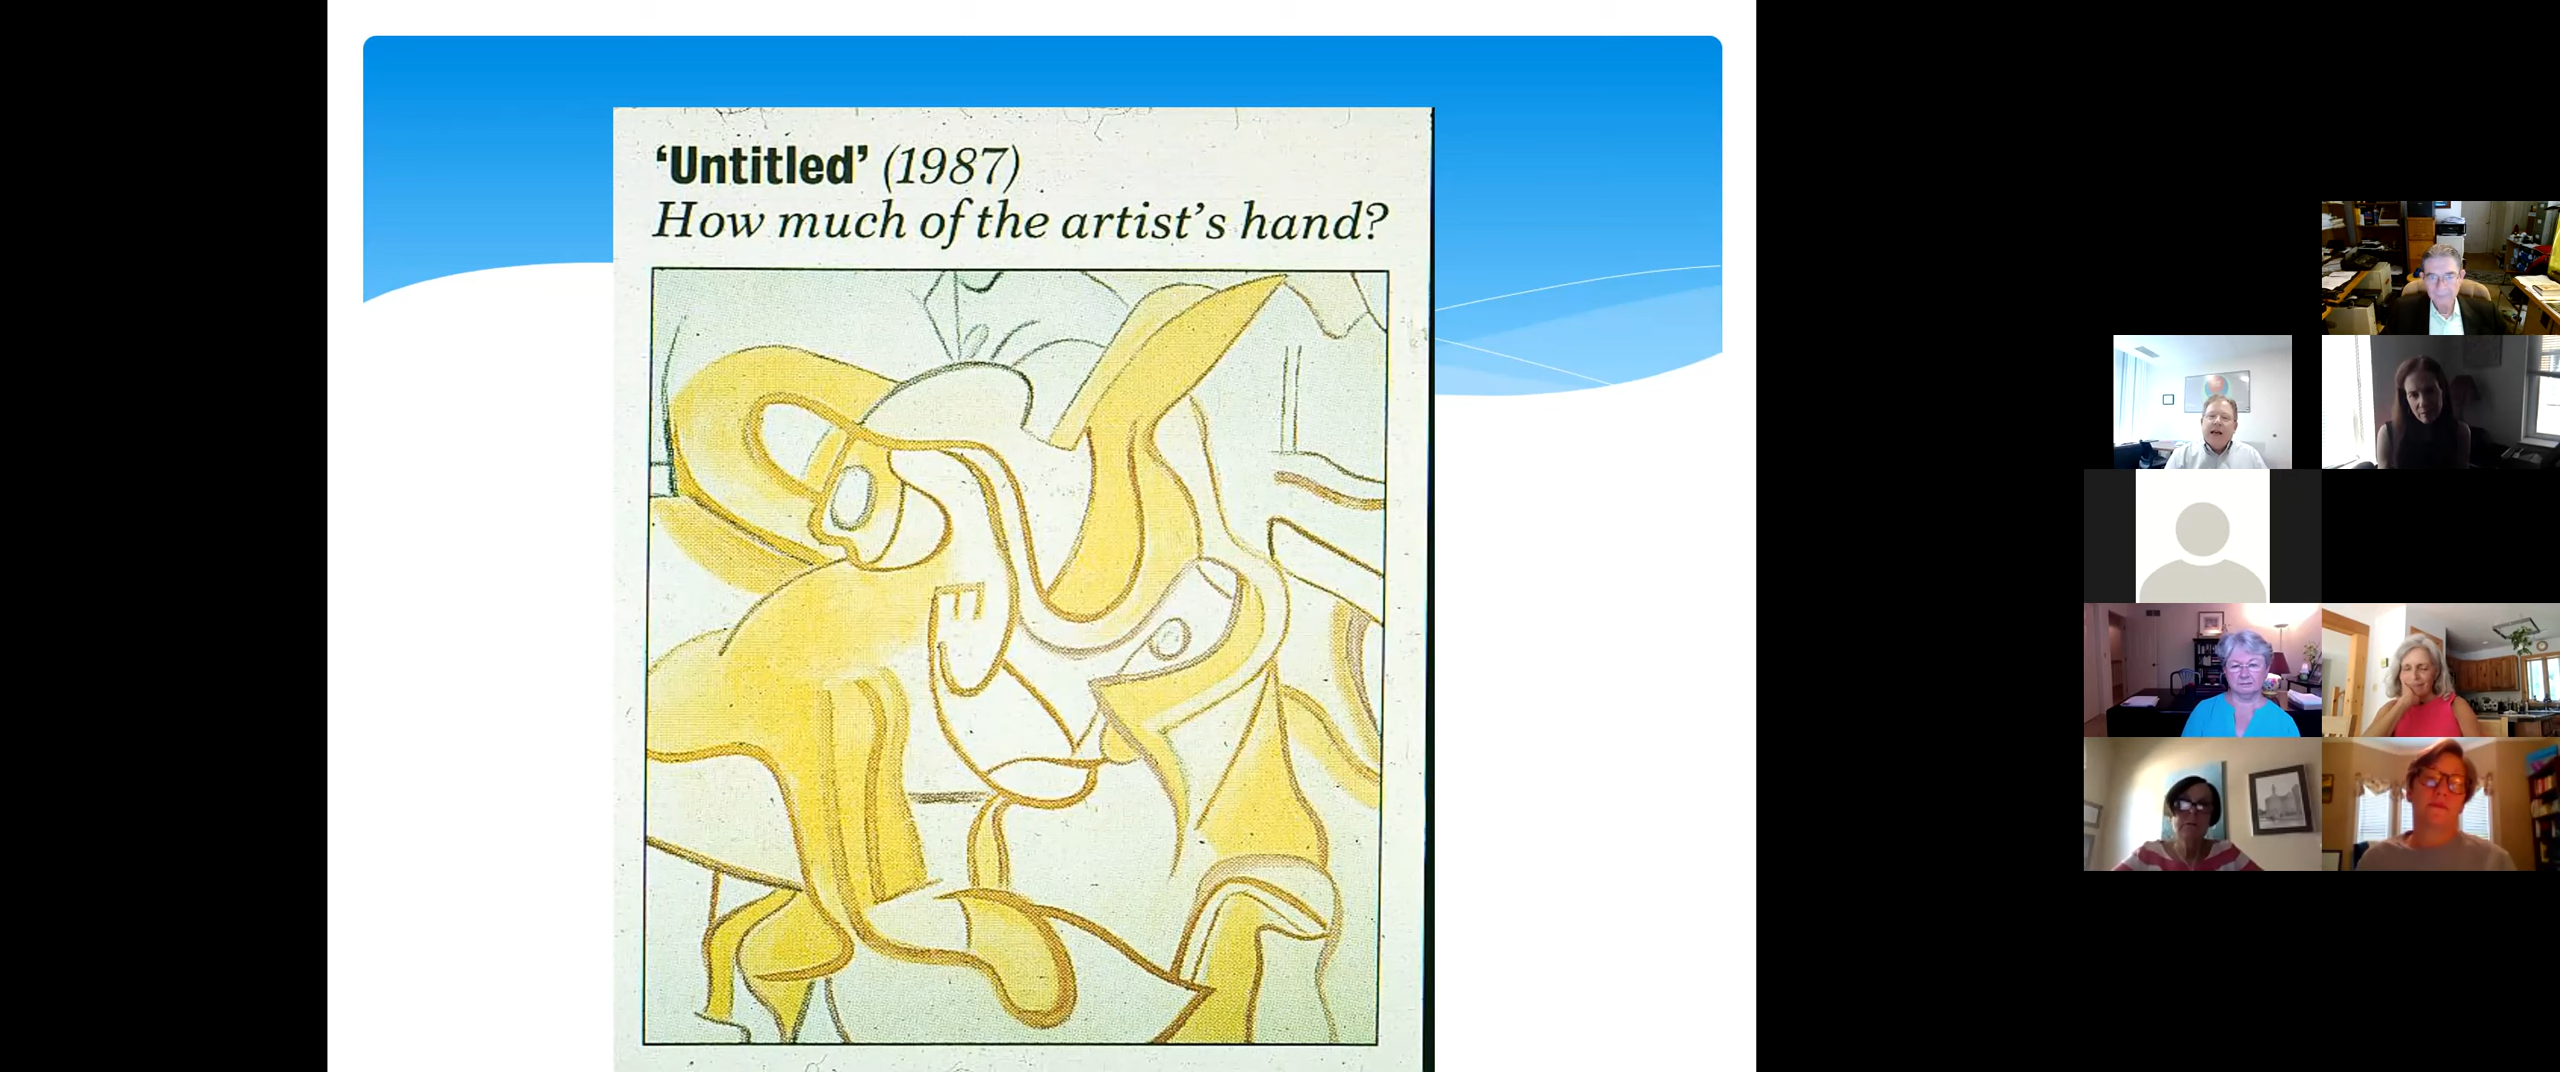 ‘Untitled’ (1987)
How much of the artist’s hand?